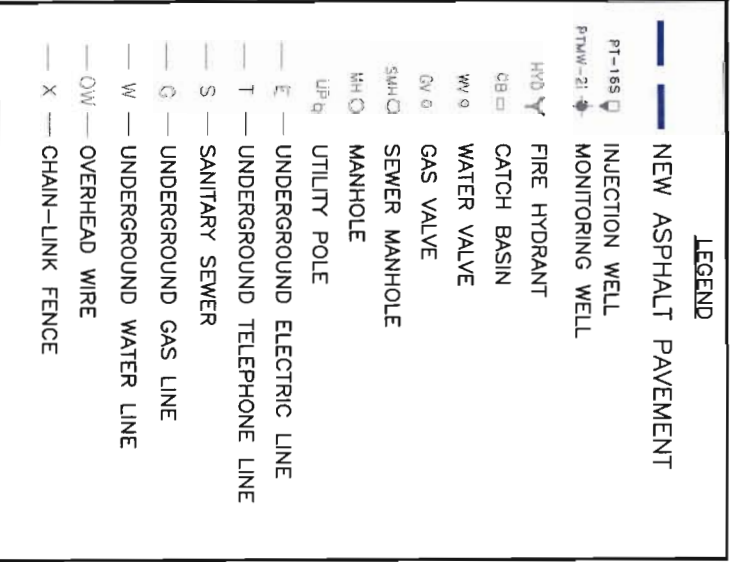 LEGEND
NEW ASPHALT PAVEMENT
PT-16S INJECTION WELL
PTMW-2I MONITORING WELL
HYD FIRE HYDRANT
CB CATCH BASIN
WV WATER VALVE
GV GAS VALVE
SMH SEWER MANHOLE
MH MANHOLE
UP UTILITY POLE
E UNDERGROUND ELECTRIC LINE
T UNDERGROUND TELEPHONE LINE
S SANITARY SEWER
G UNDERGROUND GAS LINE
W UNDERGROUND WATER LINE
OW OVERHEAD WIRE
X CHAIN-LINK FENCE